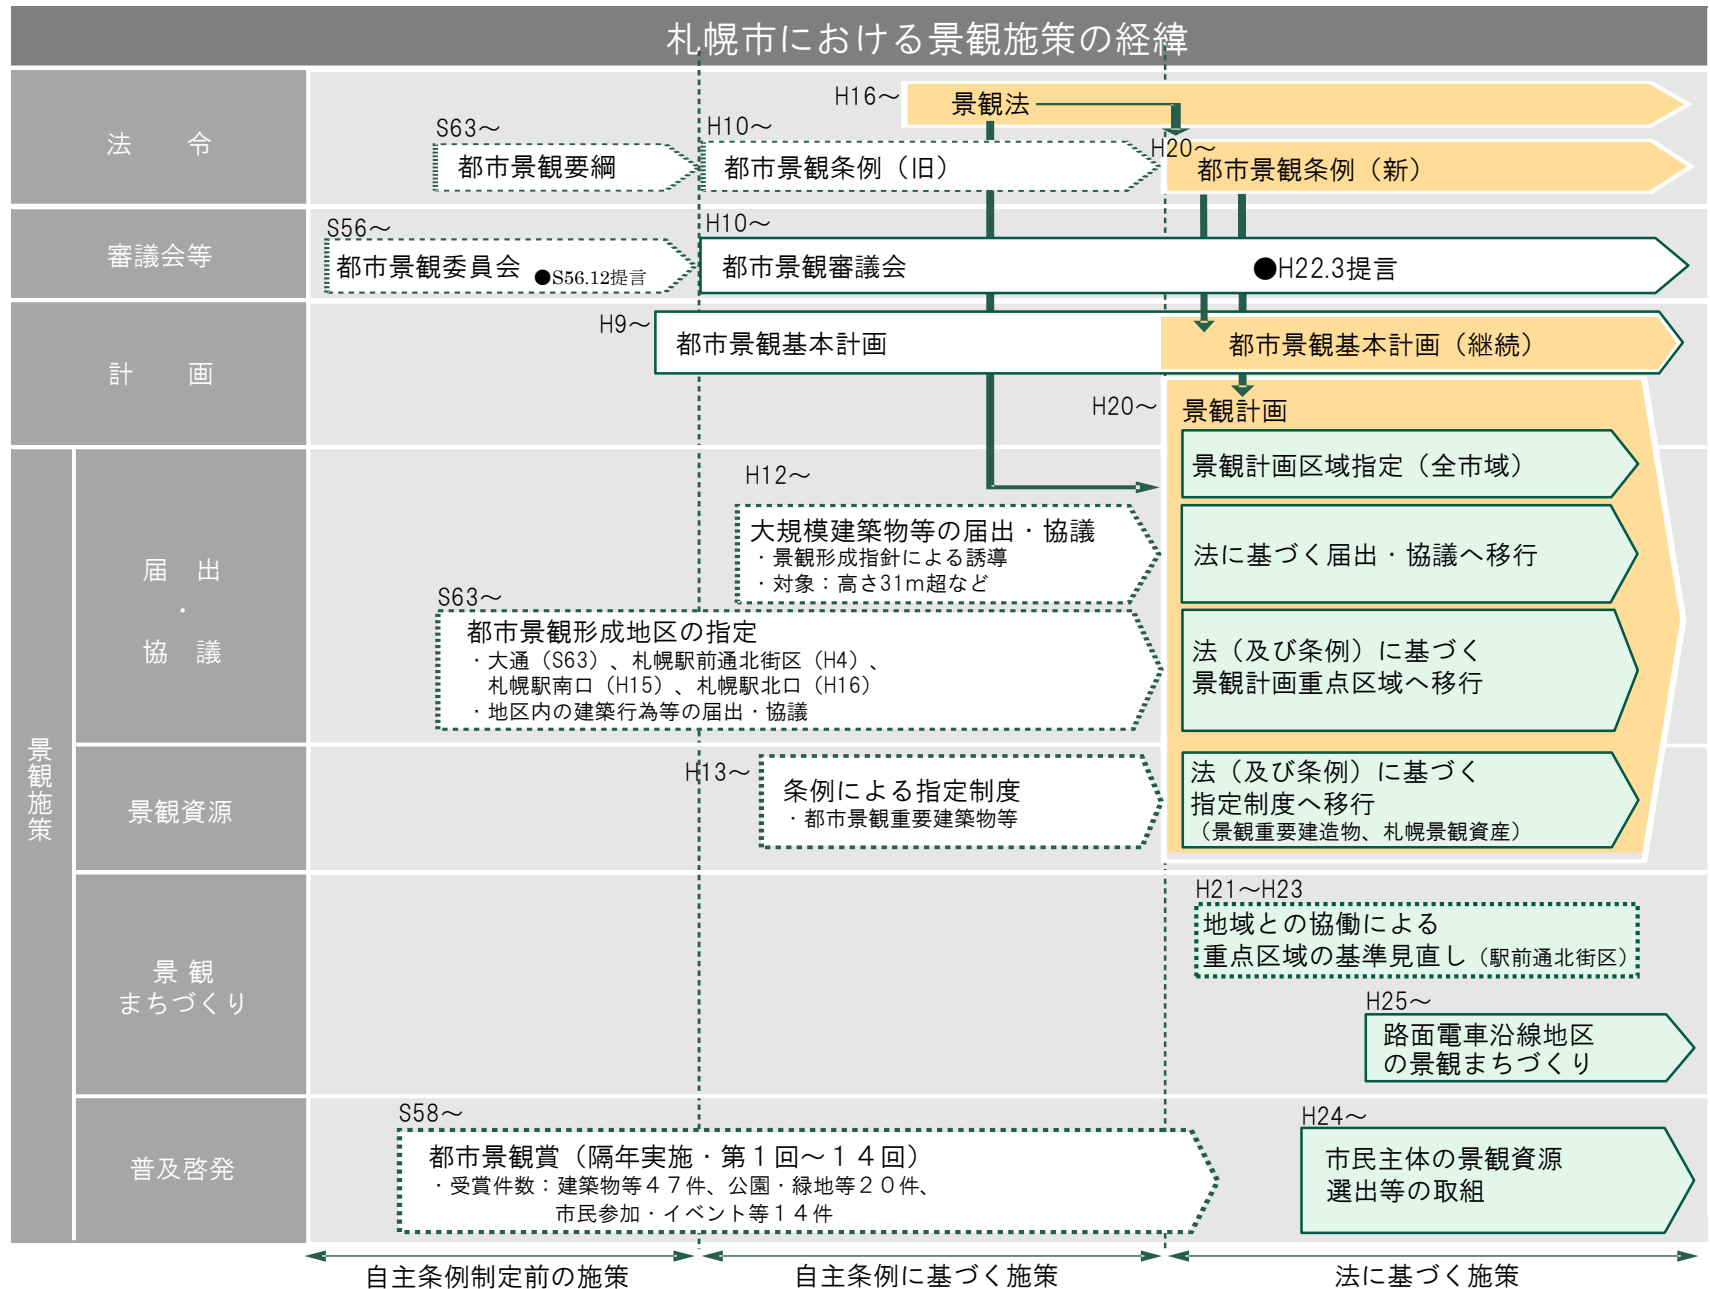 札幌市における景観施策の経緯
法　令
H16～
景観法
S63～
都市景観要綱
H10～
都市景観条例（旧）
H20～
都市景観条例（新）
審議会等
S56～
都市景観委員会 ●S56.12提言
H10～
都市景観審議会
●H22.3提言
計　画
H9～
都市景観基本計画
都市景観基本計画（継続）
H20～
景観計画
景観施策
届　出
・
協　議
景観計画区域指定（全市域）
H12～
大規模建築物等の届出・協議
・景観形成指針による誘導
・対象：高さ31m超など
法に基づく届出・協議へ移行
S63～
都市景観形成地区の指定
・大通（S63）、札幌駅前通北街区（H4）、
札幌駅南口（H15）、札幌駅北口（H16）
・地区内の建築行為等の届出・協議
法（及び条例）に基づく
景観計画重点区域へ移行
景観資源
H13～
条例による指定制度
・都市景観重要建築物等
法（及び条例）に基づく
指定制度へ移行
（景観重要建造物、札幌景観資産）
景 観
まちづくり
H21～H23
地域との協働による
重点区域の基準見直し（駅前通北街区）
H25～
路面電車沿線地区
の景観まちづくり
普及啓発
S58～
都市景観賞（隔年実施・第１回～１４回）
・受賞件数：建築物等４７件、公園・緑地等２０件、
市民参加・イベント等１４件
H24～
市民主体の景観資源
選出等の取組
自主条例制定前の施策
自主条例に基づく施策
法に基づく施策